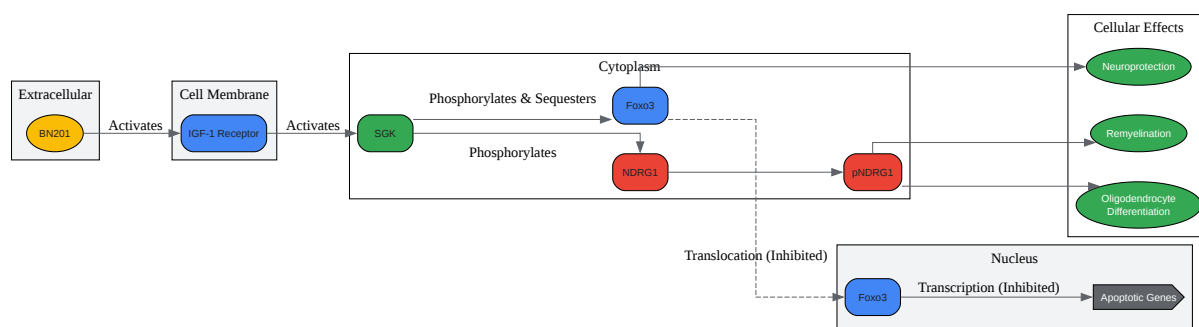 Extracellular
BN201
Activates
Cell Membrane
IGF-1 Receptor
Activates
Cytoplasm
SGK
Phosphorylates & Sequesters
Foxo3
Phosphorylates
NDRG1
pNDRG1
Cellular Effects
Neuroprotection
Remyelination
Oligodendrocyte
Differentiation
Translocation (Inhibited)
Nucleus
Foxo3
Transcription (Inhibited)
Apoptotic Genes